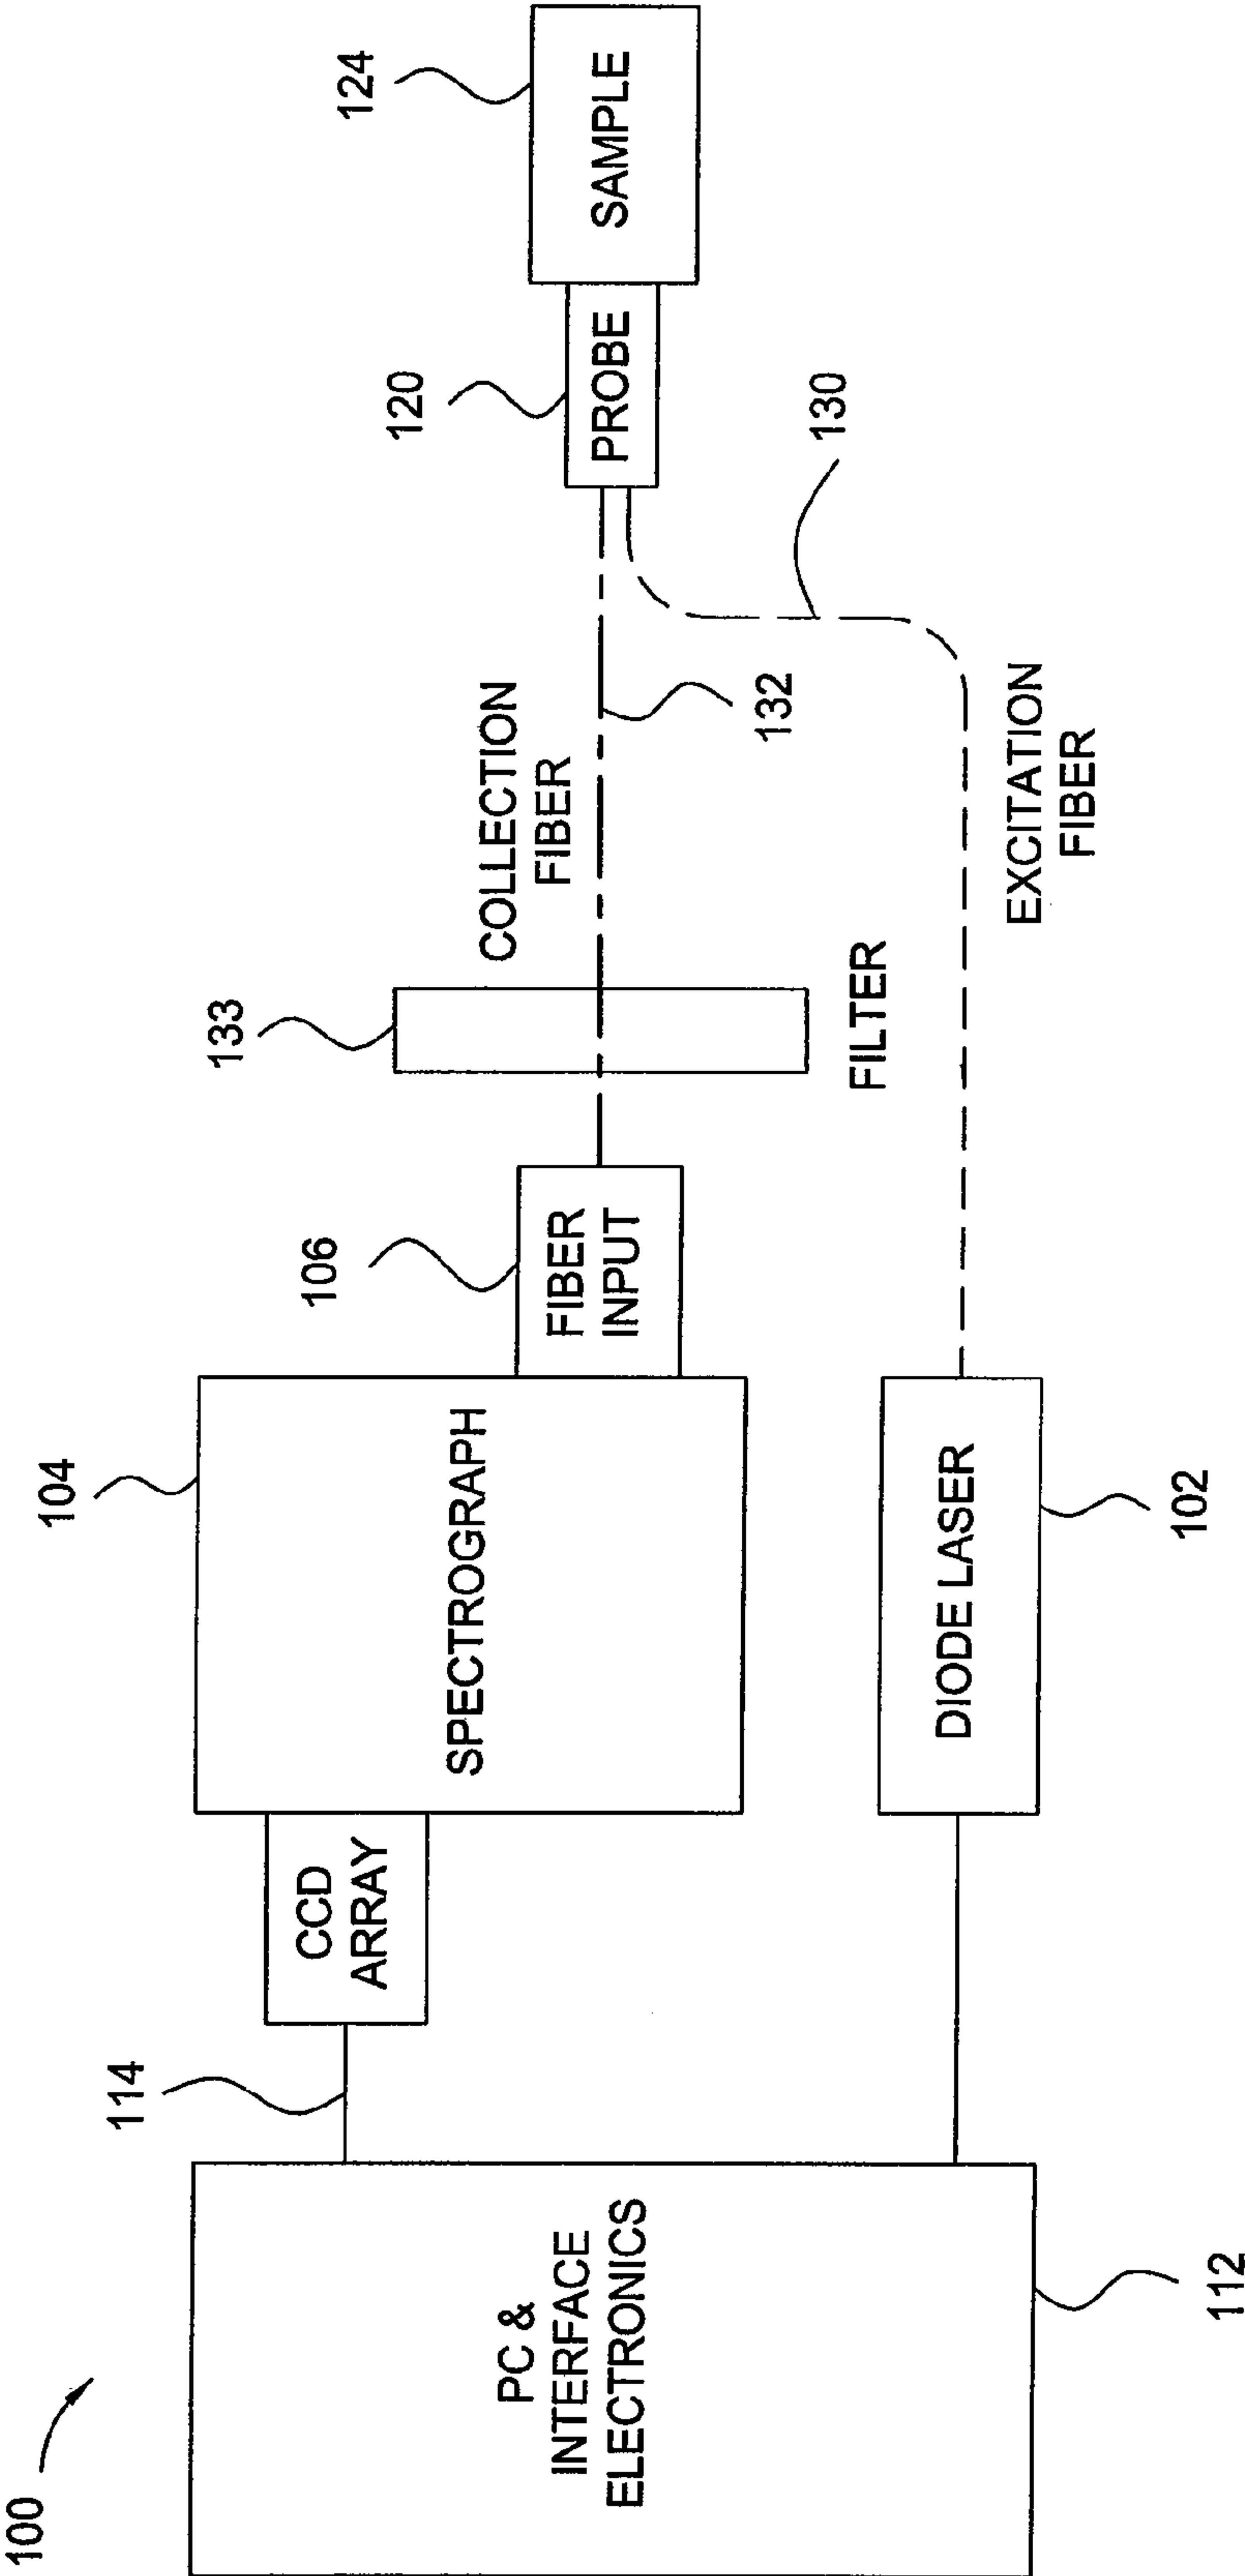 100
PC &
INTERFACE
ELECTRONICS
112
114
CCD
ARRAY
104
SPECTROGRAPH
DIODE LASER
102
106
FIBER
INPUT
133
FILTER
COLLECTION
FIBER
132
EXCITATION
FIBER
130
120
PROBE
124
SAMPLE